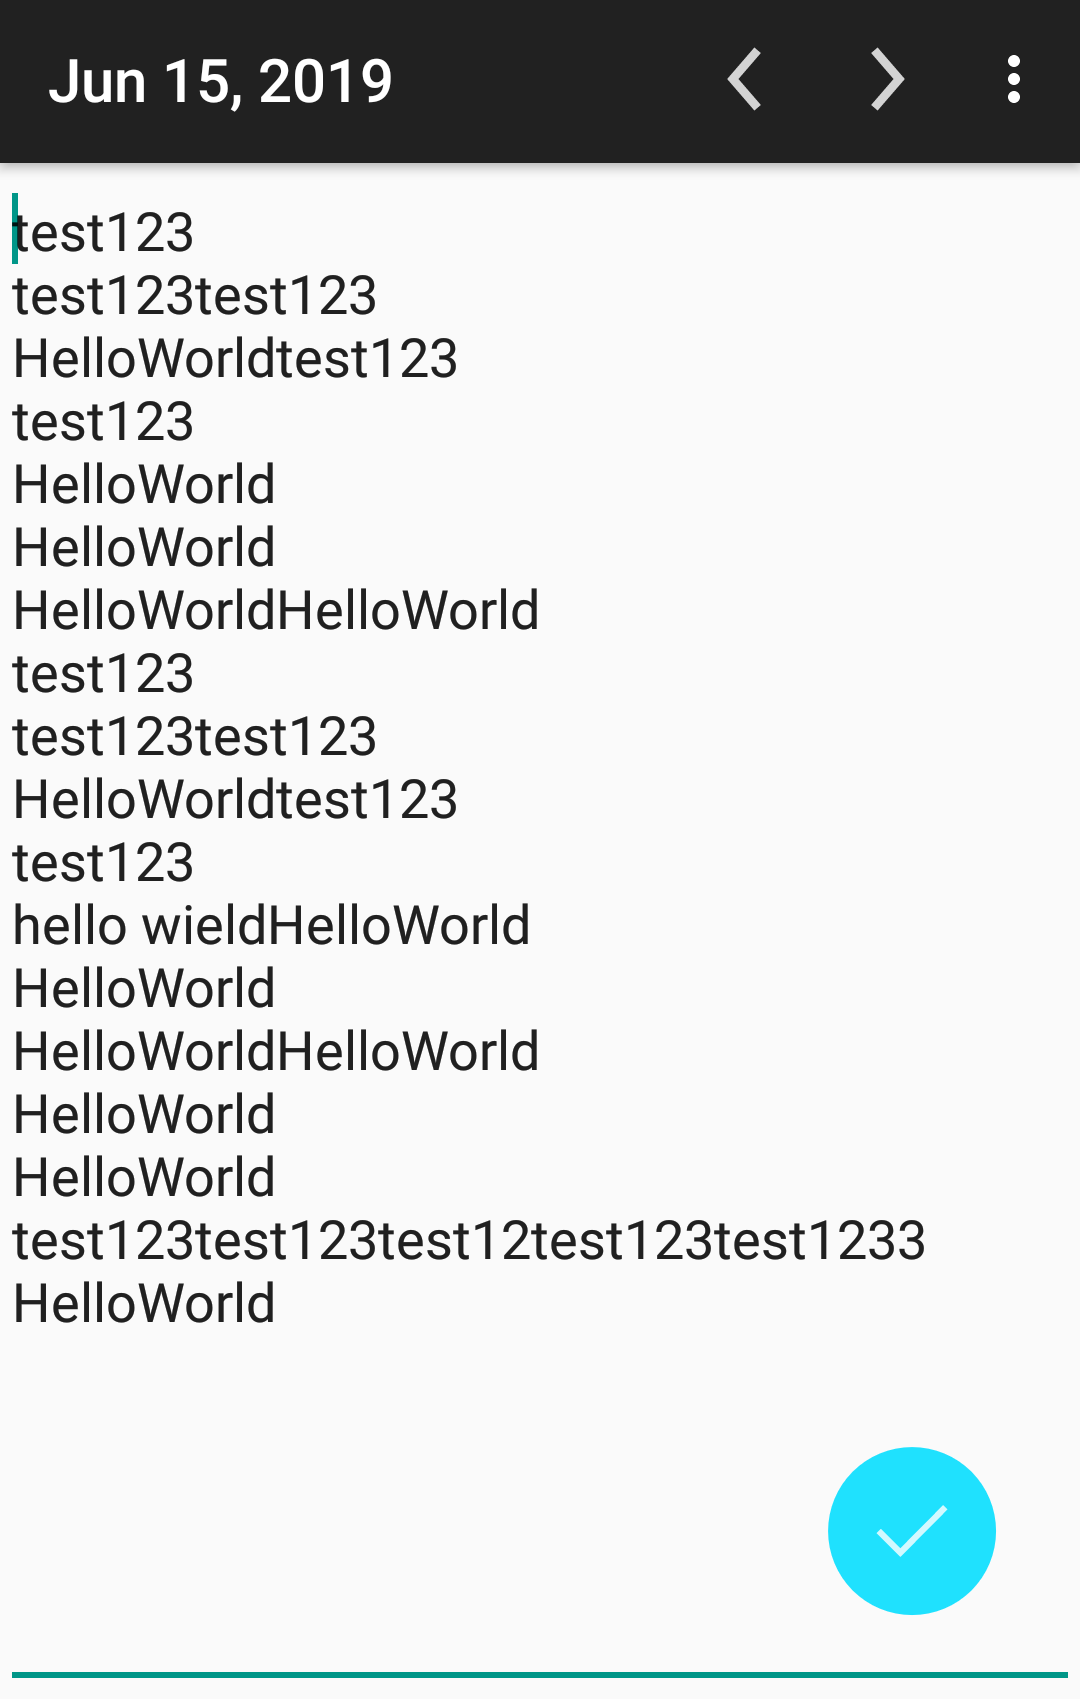 Jun 15, 2019
test123
test123test123
HelloWorldtest123
test123
HelloWorld
HelloWorld
HelloWorldHelloWorld
test123
test123test123
HelloWorldtest123
test123
hello wieldHelloWorld
HelloWorld
HelloWorldHelloWorld
HelloWorld
HelloWorld
test123test123test12test123test1233
HelloWorld